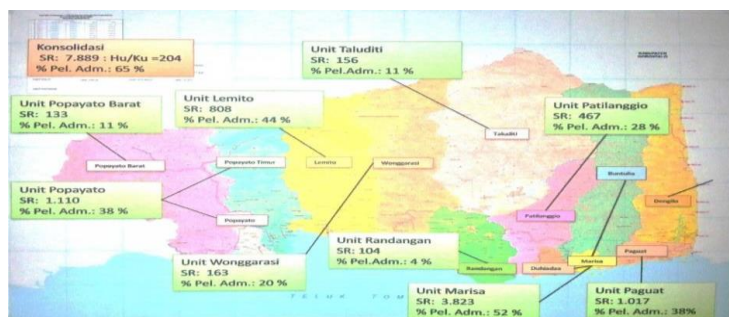 Konsolidasi
SR: 7.889 : Hu/Ku =204
% Pel. Adm.: 65 %
Unit Taluditi
SR: 156
% Pel. Adm.: 11 %
Unit Popayato Barat
SR: 133
% Pel. Adm.: 11 %
Unit Lemito
SR: 808
% Pel. Adm.: 44 %
Unit Patilanggio
SR: 467
% Pel. Adm.: 28 %
Taluditi
Popayato Barat
Popayato Timur
Lemito
Wonggarasi
Buntulia
Dengilo
Unit Popayato
SR: 1.110
% Pel. Adm.: 38 %
Popayato
Patilanggio
Unit Wonggarasi
SR: 163
% Pel. Adm.: 20 %
Unit Randangan
SR: 104
% Pel. Adm.: 4 %
Randangan
Duhiadaa
Marisa
Paguat
TELUK TOM
Unit Marisa
SR: 3.823
% Pel. Adm.: 52 %
Unit Paguat
SR: 1.017
% Pel. Adm.: 38%